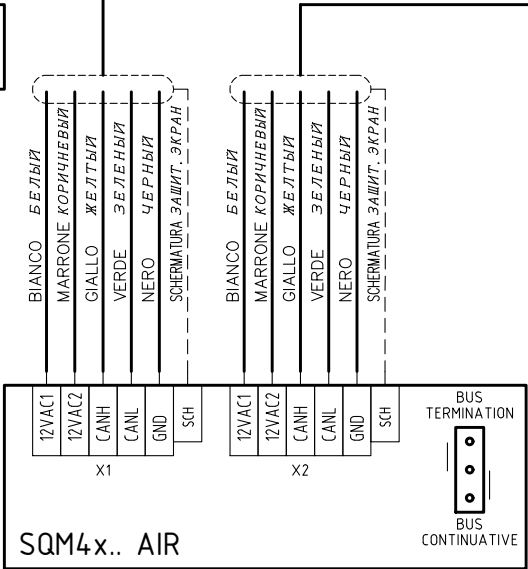 BIANCO БЕЛЫЙ
MARRONE КОРИЧНЕВЫЙ
GIALLO ЖЕЛТЫЙ
VERDE ЗЕЛЕНЫЙ
NERO ЧЕРНЫЙ
SCHERMATURA ЗАЩИТ. ЭКРАН
BIANCO БЕЛЫЙ
MARRONE КОРИЧНЕВЫЙ
GIALLO ЖЕЛТЫЙ
VERDE ЗЕЛЕНЫЙ
NERO ЧЕРНЫЙ
SCHERMATURA ЗАЩИТ. ЭКРАН
12VAC1
12VAC2
CANH
CANL
GND
SCH
X1
12VAC1
12VAC2
CANH
CANL
GND
SCH
X2
BUS
TERMINATION
BUS
CONTINUATIVE
SQM4x.. AIR